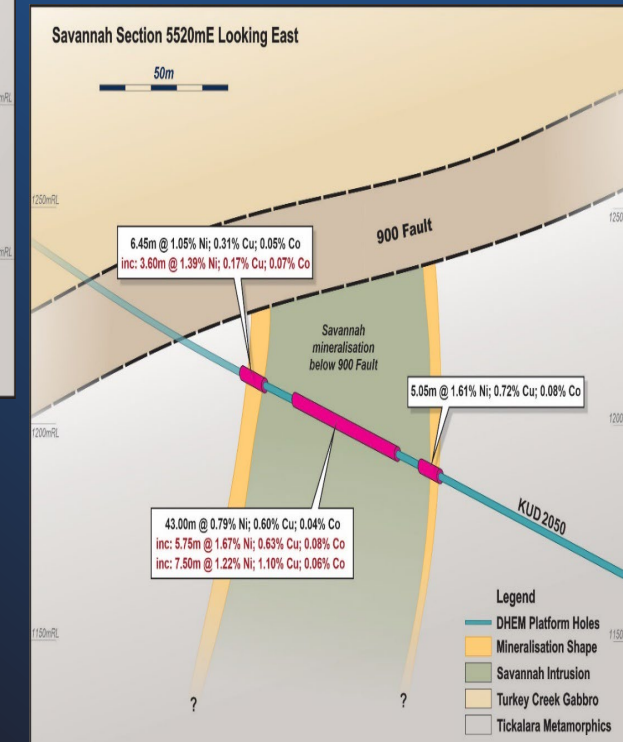 Savannah Section 5520mE Looking East
50m
mRL
1250mRL
1250
900 Fault
6.45m @ 1.05% Ni; 0.31% Cu; 0.05% Co
inc: 3.60m @ 1.39% Ni; 0.17% Cu; 0.07% Co
mRL
Savannah
mineralisation
below 900 Fault
5.05m @ 1.61% Ni; 0.72% Cu; 0.08% Co
1200mRL
1200
43.00m @ 0.79% Ni; 0.60% Cu; 0.04% Co
inc: 5.75m @ 1.67% Ni; 0.63% Cu; 0.08% Co
inc: 7.50m @ 1.22% Ni; 1.10% Cu; 0.06% Co
KUD 2050
Legend
DHEM Platform Holes
Mineralisation Shape
Savannah Intrusion
Turkey Creek Gabbro
Tickalara Metamorphics
1150mRL
1150
?
?